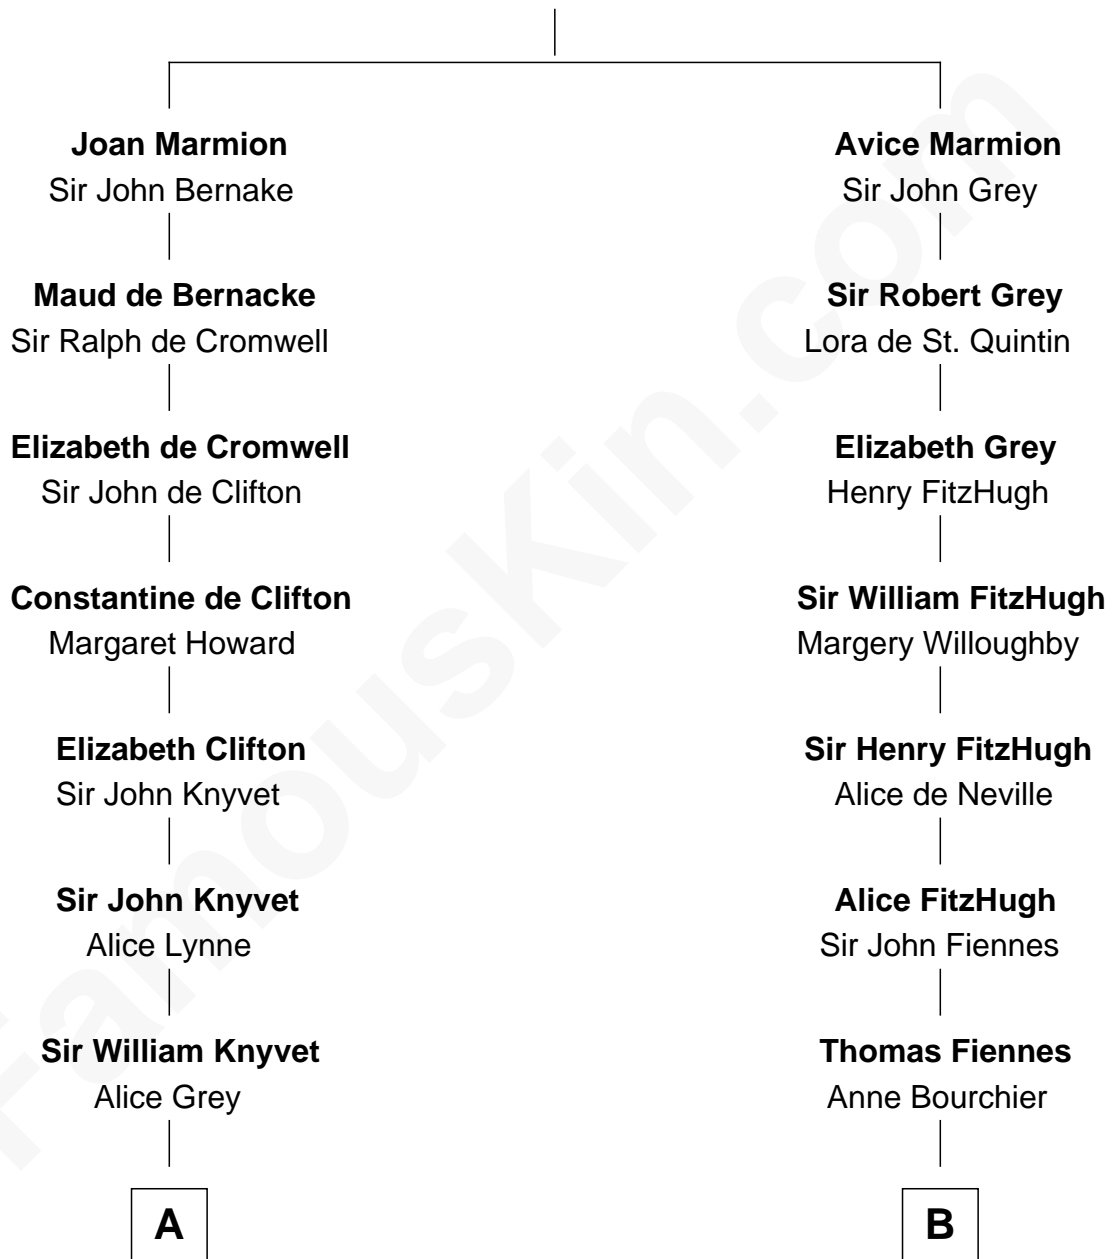 Joan Marmion
Sir John Bernake
Maud de Bernacke
Sir Ralph de Cromwell
Elizabeth de Cromwell
Sir John de Clifton
Constantine de Clifton
Margaret Howard
Elizabeth Clifton
Sir John Knyvet
Sir John Knyvet
Alice Lynne
Sir William Knyvet
Alice Grey
A
Avice Marmion
Sir John Grey
Sir Robert Grey
Lora de St. Quintin
Elizabeth Grey
Henry FitzHugh
Sir William FitzHugh
Margery Willoughby
Sir Henry FitzHugh
Alice de Neville
Alice FitzHugh
Sir John Fiennes
Thomas Fiennes
Anne Bourchier
B
FamousKin.com